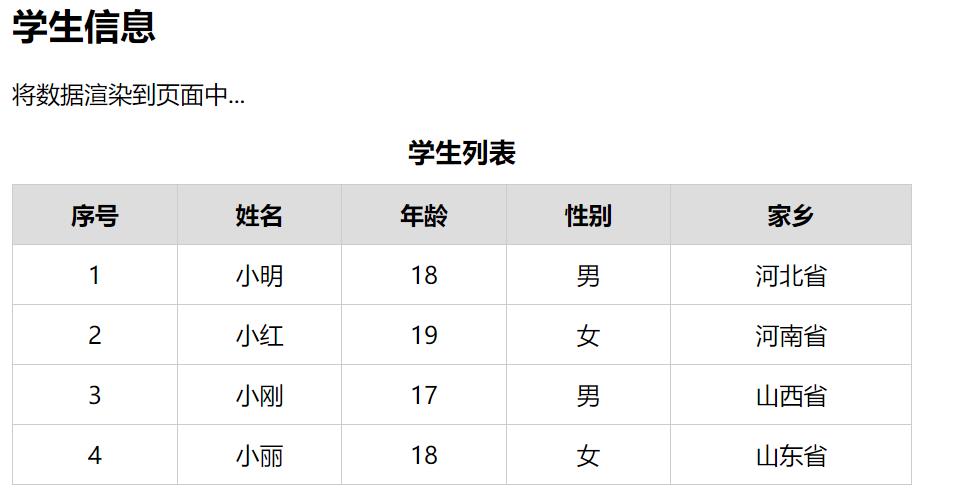 学生信息
将数据渲染到页面中...
学生列表
序号 姓名 年龄 性别 家乡
1 小明 18 男 河北省
2 小红 19 女 河南省
3 小刚 17 男 山西省
4 小丽 18 女 山东省